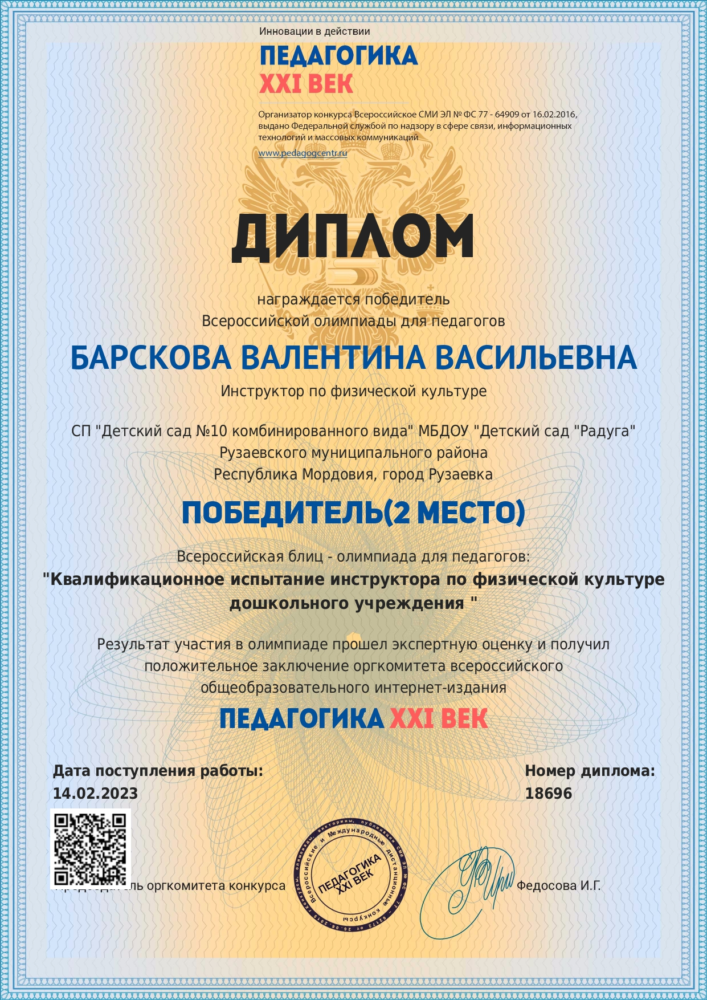 Инновации в действии
ПЕДАГОГИКА
XXI ВЕК
Организатор конкурса Всероссийское СМИ ЭЛ № ФС 77 - 64909 от 16.02.2016,
выдано Федеральной службой по надзору в сфере связи, информационных
технологий и массовых коммуникаций
www.pedagogcentr.ru
ДИПЛОМ
награждается победитель
Всероссийской олимпиады для педагогов
БАРСКОВА ВАЛЕНТИНА ВАСИЛЬЕВНА
Инструктор по физической культуре
СП "Детский сад №10 комбинированного вида" МБДОУ "Детский сад "Радуга"
Рузаевского муниципального района
Республика Мордовия, город Рузаевка
ПОБЕДИТЕЛЬ(2 МЕСТО)
Всероссийская блиц - олимпиада для педагогов:
"Квалификационное испытание инструктора по физической культуре
дошкольного учреждения "
Результат участия в олимпиаде прошел экспертную оценку и получил
положительное заключение оргкомитета всероссийского
общеобразовательного интернет-издания
ПЕДАГОГИКА XXI ВЕК
Дата поступления работы:
14.02.2023
Номер диплома:
18696
оргкомитета конкурса
Всероссийские и Международные дистанционные конкурсы
ПЕДАГОГИКА
XXI ВЕК
Федосова И.Г.